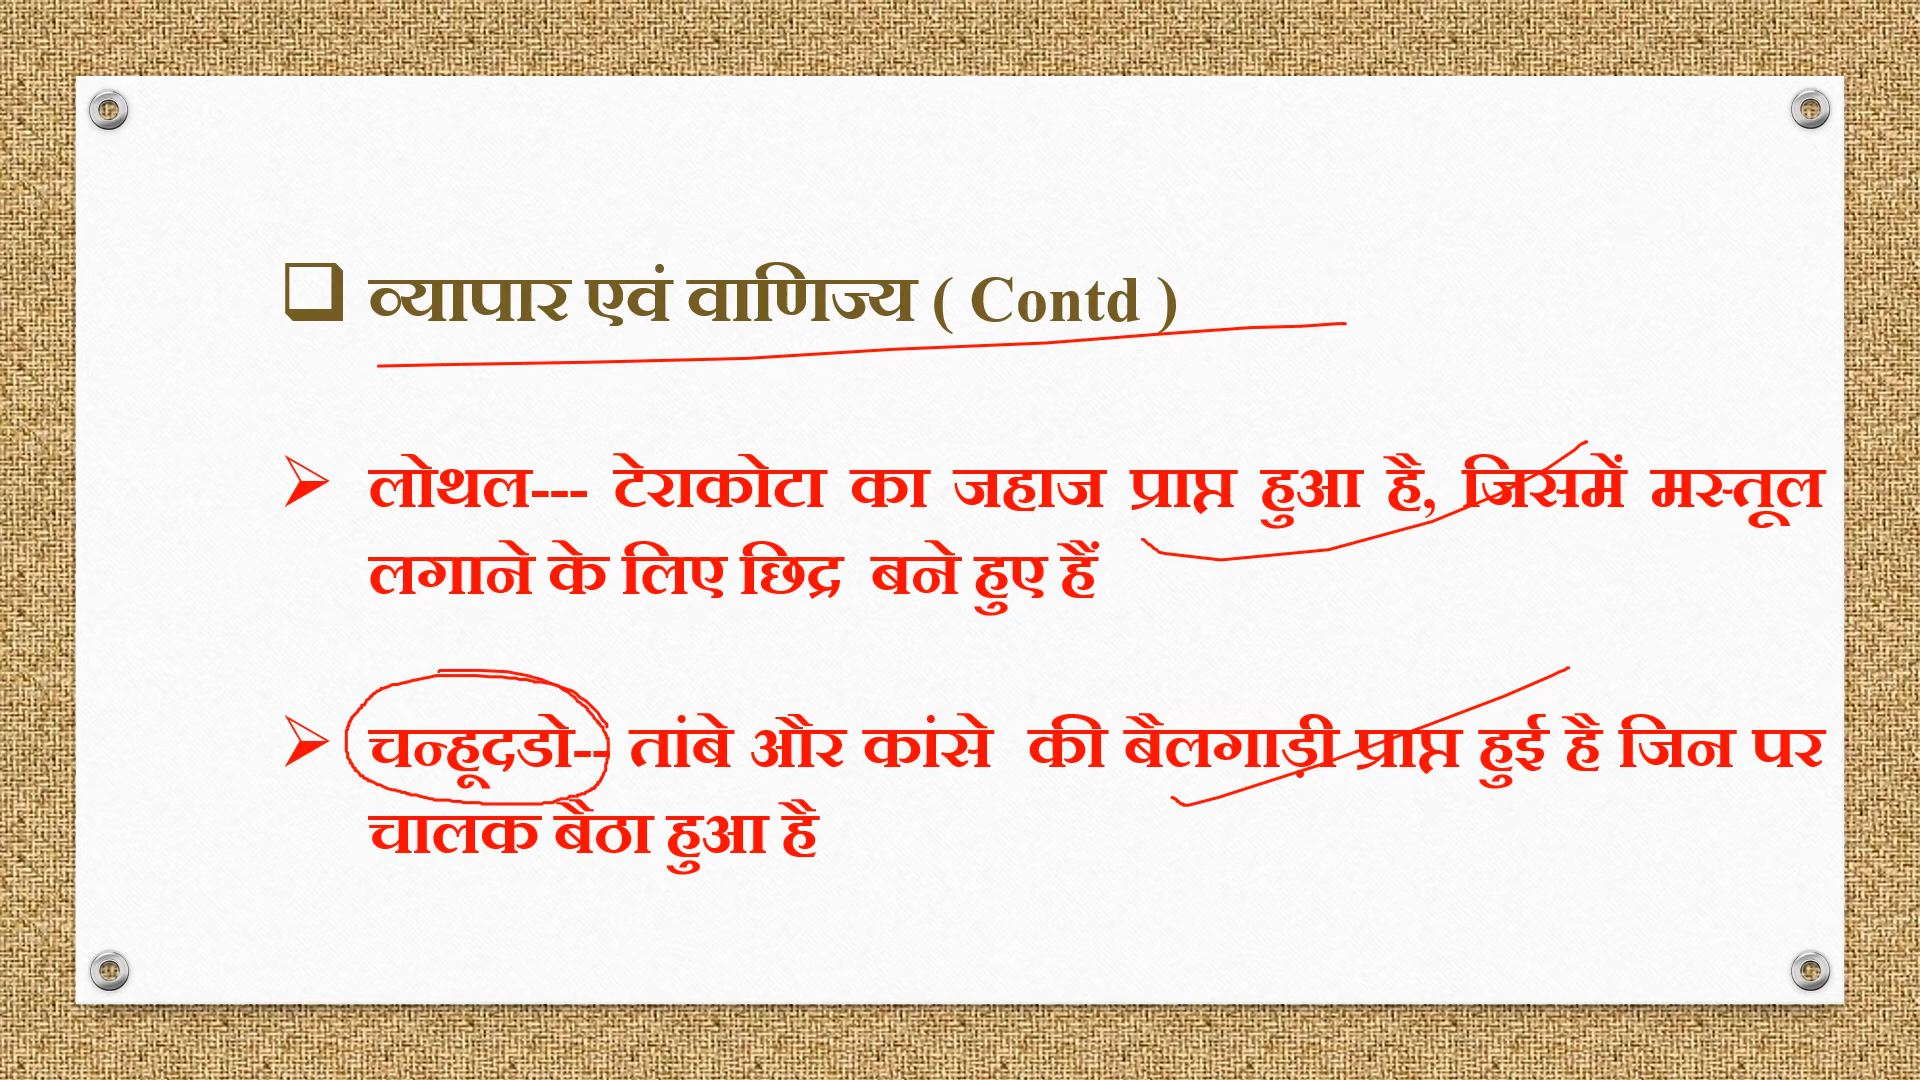 व्यापार एवं वाणिज्य ( Contd )
लोथल--- टेराकोटा का जहाज प्राप्त हुआ है, जिसमें मस्तूल
लगाने के लिए छिद्र बने हुए हैं
चन्हूदडो-- तांबे और कांसे की बैलगाड़ी प्राप्त हुई है जिन पर
चालक बैठा हुआ है